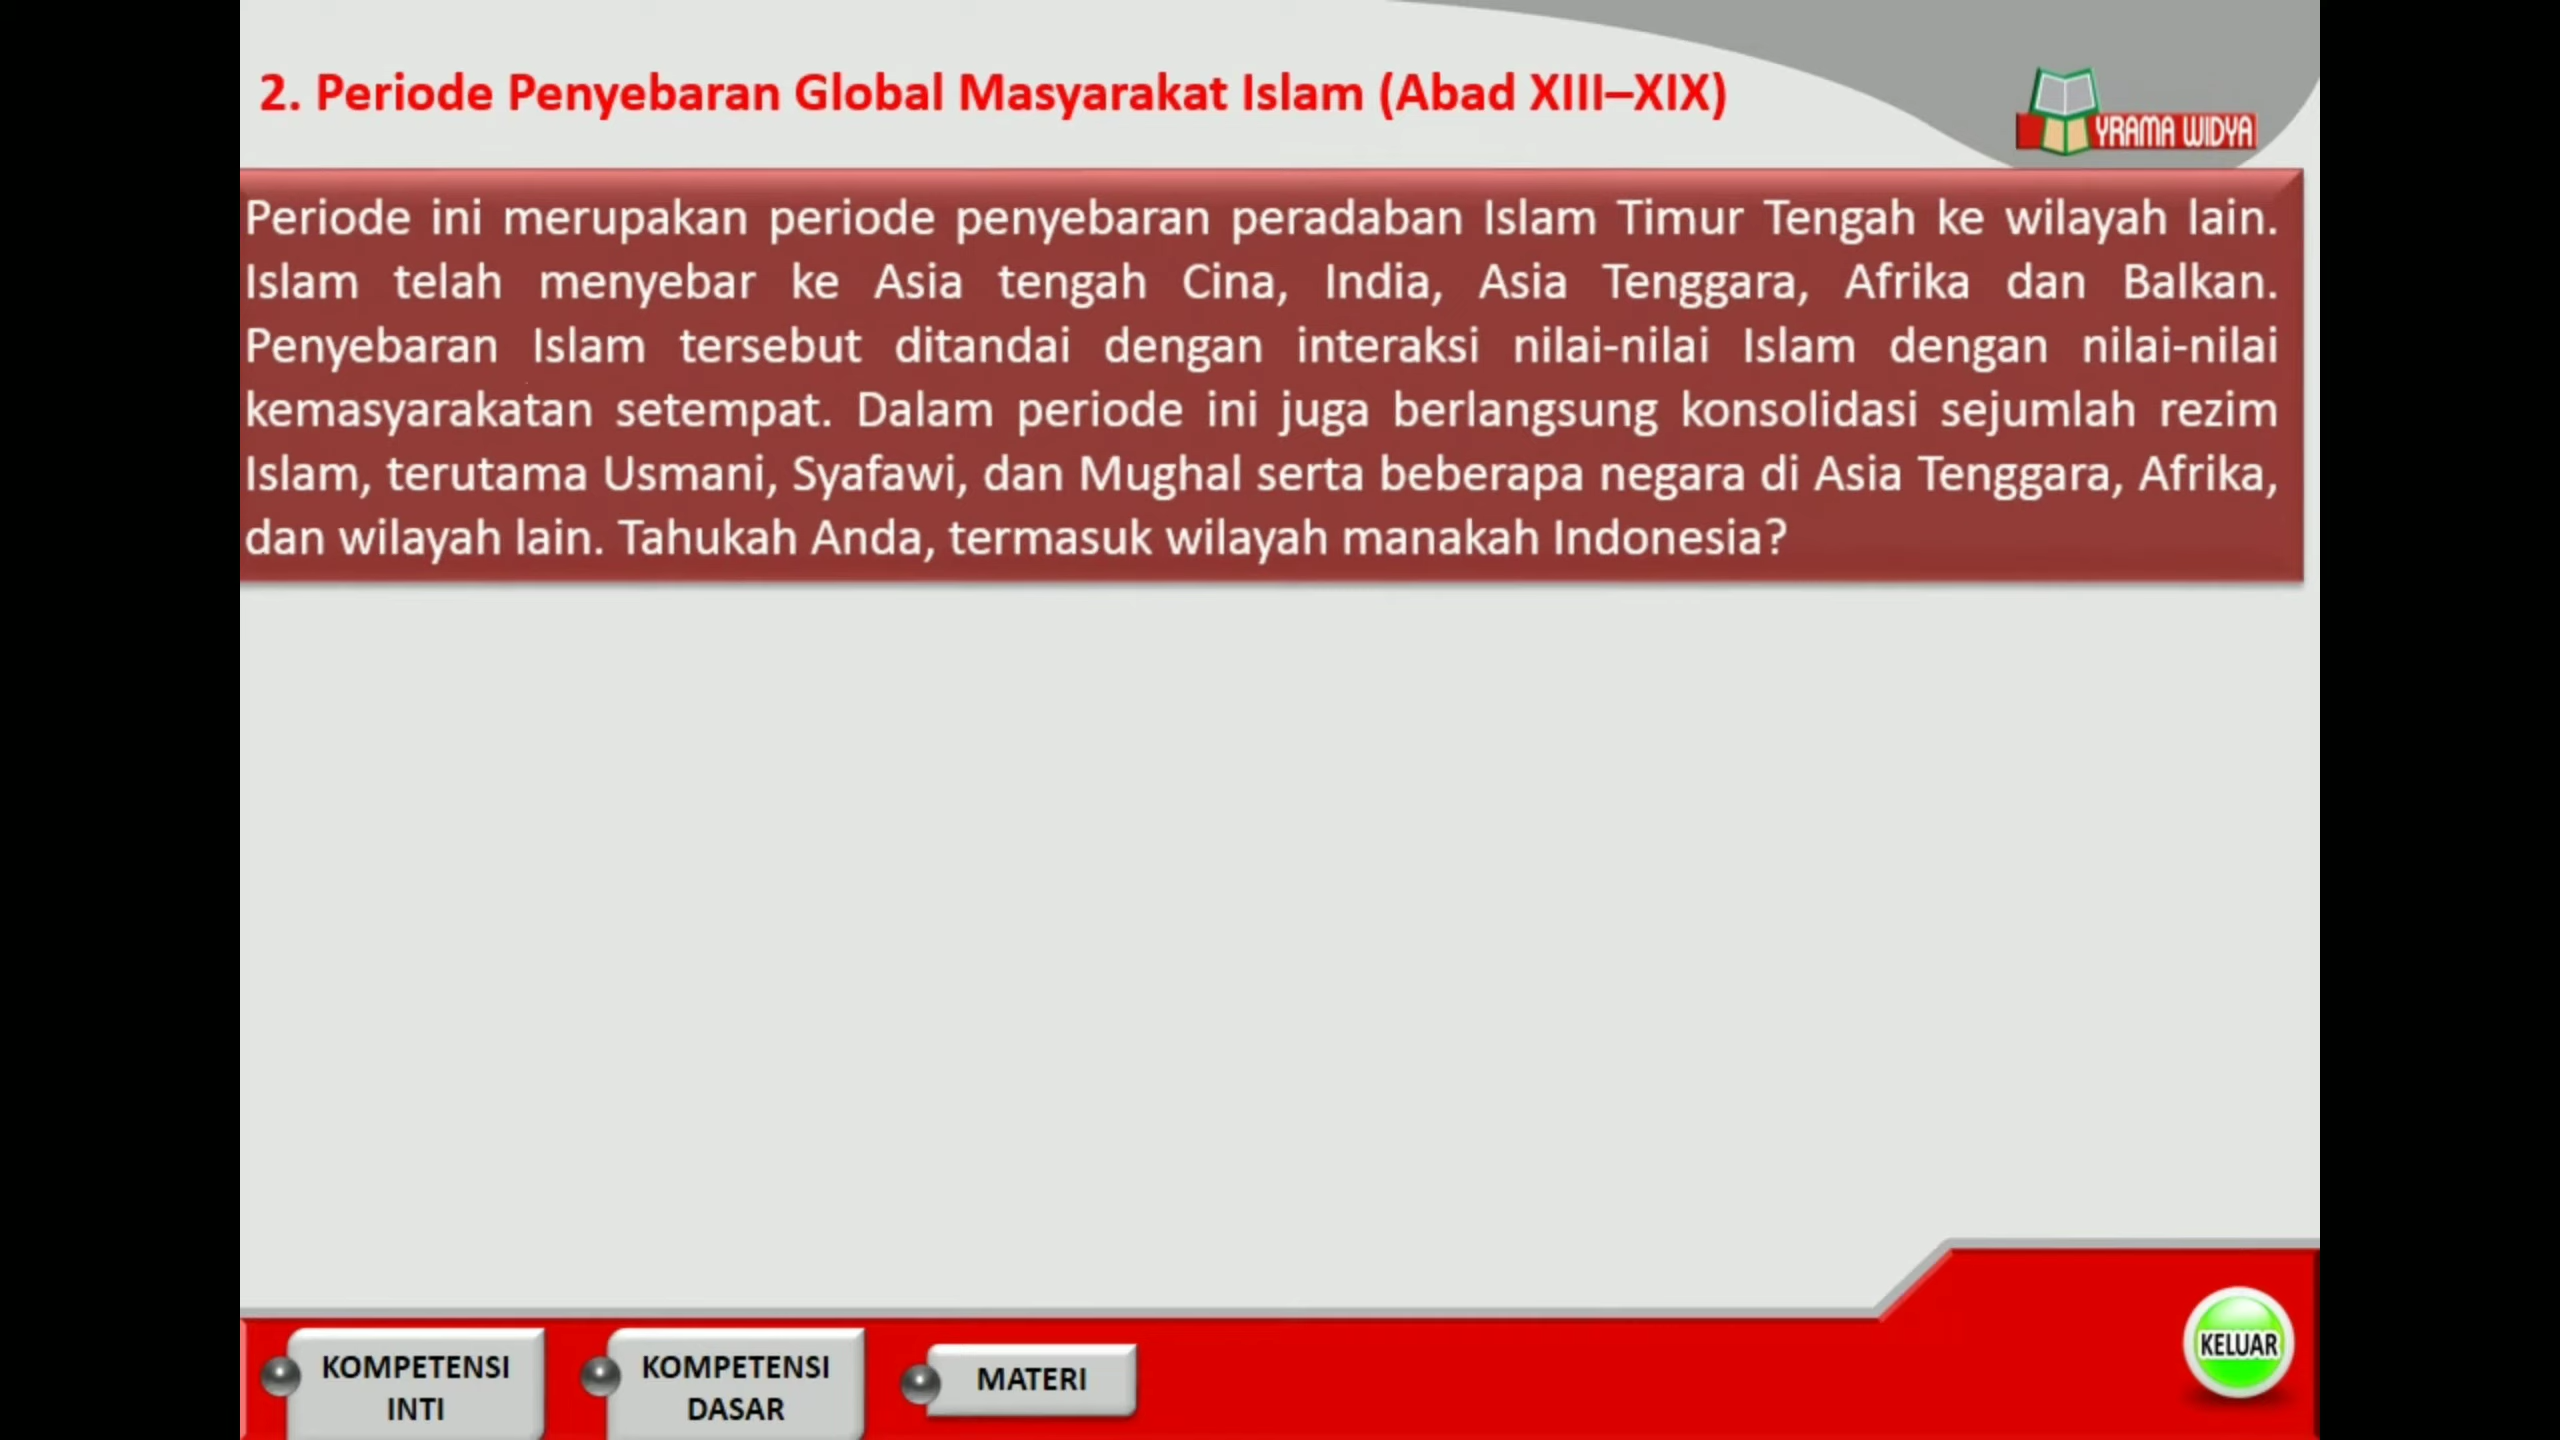 2. Periode Penyebaran Global Masyarakat Islam (Abad XIII–XIX)
YRAMA WIDYA
Periode ini merupakan periode penyebaran peradaban Islam Timur Tengah ke wilayah lain.
Islam telah menyebar ke Asia tengah Cina, India, Asia Tenggara, Afrika dan Balkan.
Penyebaran Islam tersebut ditandai dengan interaksi nilai-nilai Islam dengan nilai-nilai
kemasyarakatan setempat. Dalam periode ini juga berlangsung konsolidasi sejumlah rezim
Islam, terutama Usmani, Syafawi, dan Mughal serta beberapa negara di Asia Tenggara, Afrika,
dan wilayah lain. Tahukah Anda, termasuk wilayah manakah Indonesia?
KOMPETENSI
INTI
KOMPETENSI
DASAR
MATERI
KELUAR